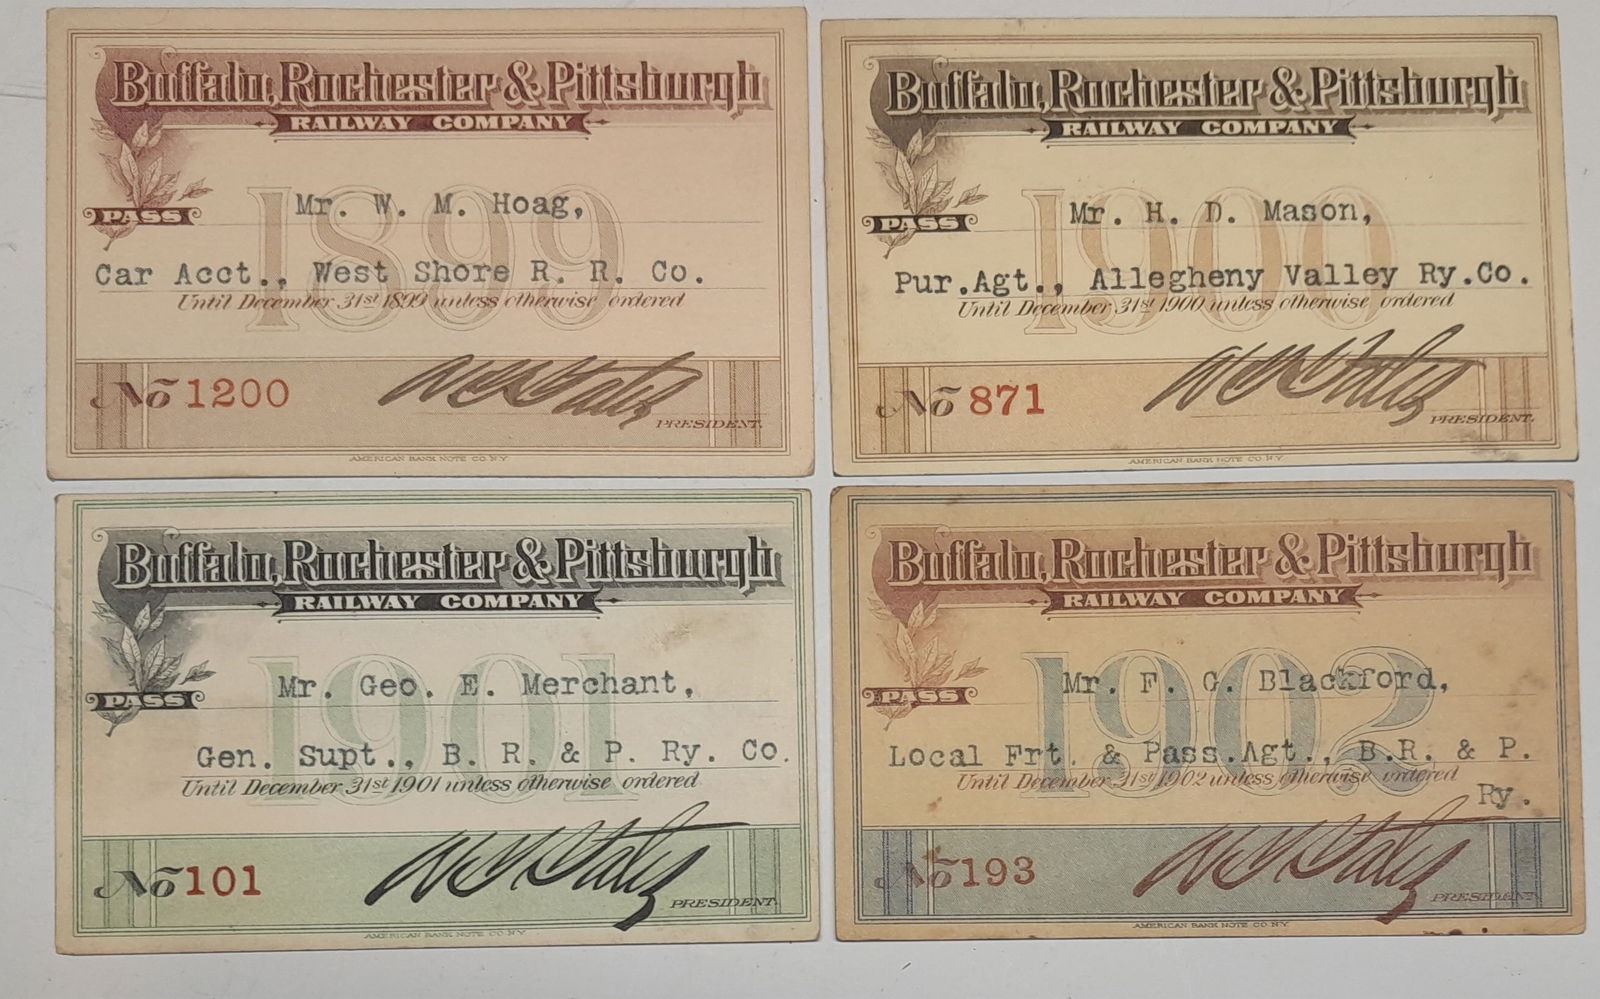 Buffalo, Rochester & Pittsburgh
RAILWAY COMPANY
1899
Mr. W. M. Hoag,
PASS
Car Acct., West Shore R. R. Co.
Until December 31st 1899 unless otherwise ordered
No 1200
PRESIDENT.
AMERICAN BANK NOTE CO. N.Y.
Buffalo, Rochester & Pittsburgh
RAILWAY COMPANY
1900
Mr. H. D. Mason,
PASS
Pur.Agt., Allegheny Valley Ry.Co.
Until December 31st 1900 unless otherwise ordered
No 871
PRESIDENT.
AMERICAN BANK NOTE CO. N.Y.
Buffalo, Rochester & Pittsburgh
RAILWAY COMPANY
1901
Mr. Geo. E. Merchant,
PASS
Gen. Supt., B. R. & P. Ry. Co.
Until December 31st 1901 unless otherwise ordered
No 101
PRESIDENT.
AMERICAN BANK NOTE CO. N.Y.
Buffalo, Rochester & Pittsburgh
RAILWAY COMPANY
1902
Mr. F. G. Blackford,
PASS
Local Frt. & Pass.Agt., B.R. & P.
Until December 31st 1902 unless otherwise ordered
Ry.
No 193
PRESIDENT.
AMERICAN BANK NOTE CO. N.Y.